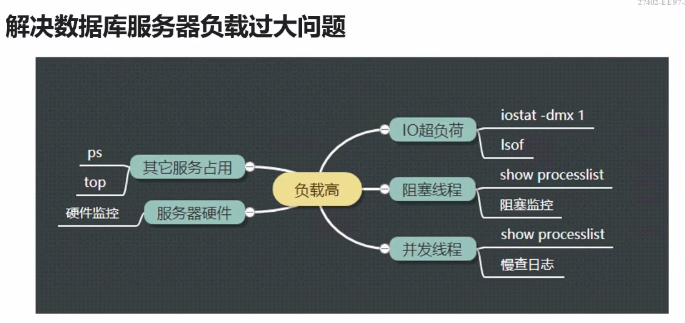 解决数据库服务器负载过大问题
ps
top
其它服务占用
硬件监控
服务器硬件
负载高
IO超负荷
iostat -dmx 1
lsof
阻塞线程
show processlist
阻塞监控
并发线程
show processlist
慢查日志